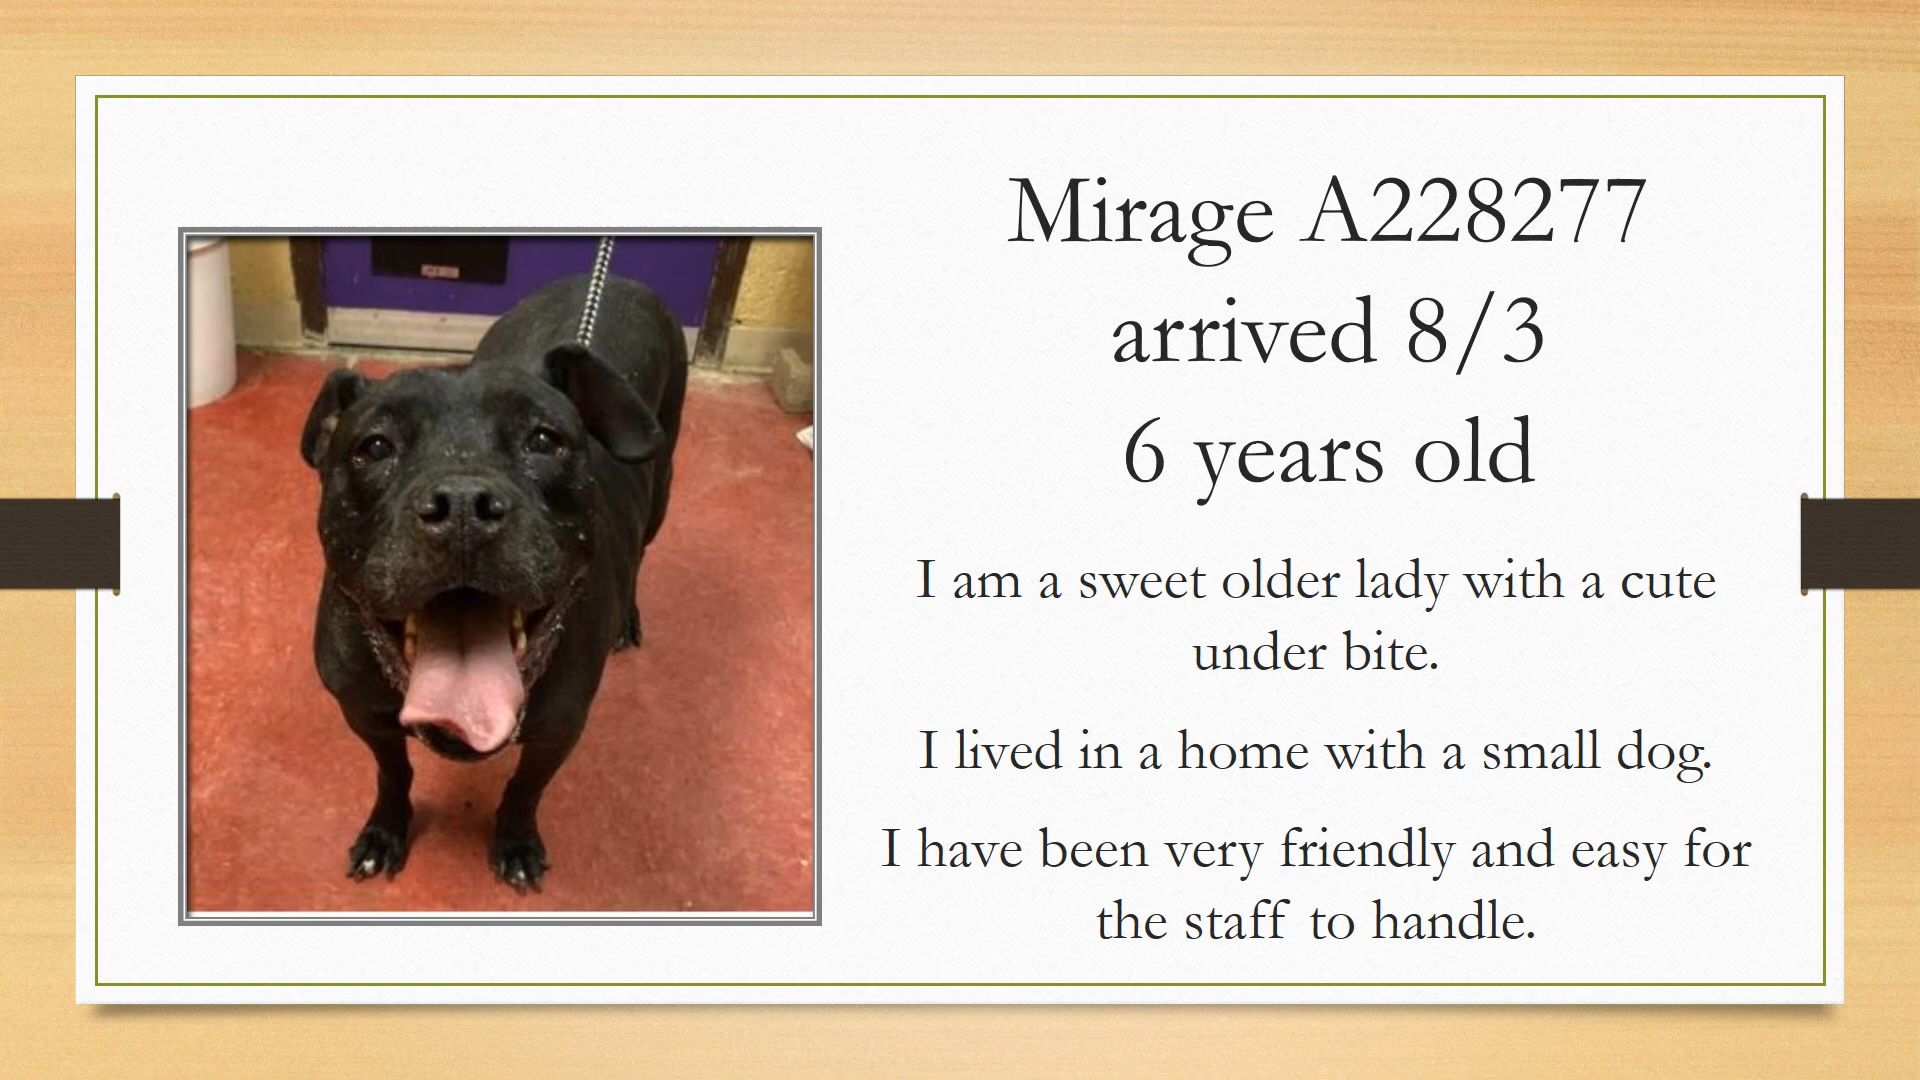 Mirage A228277
arrived 8/3
6 years old
I am a sweet older lady with a cute
under bite.
I lived in a home with a small dog.
I have been very friendly and easy for
the staff to handle.